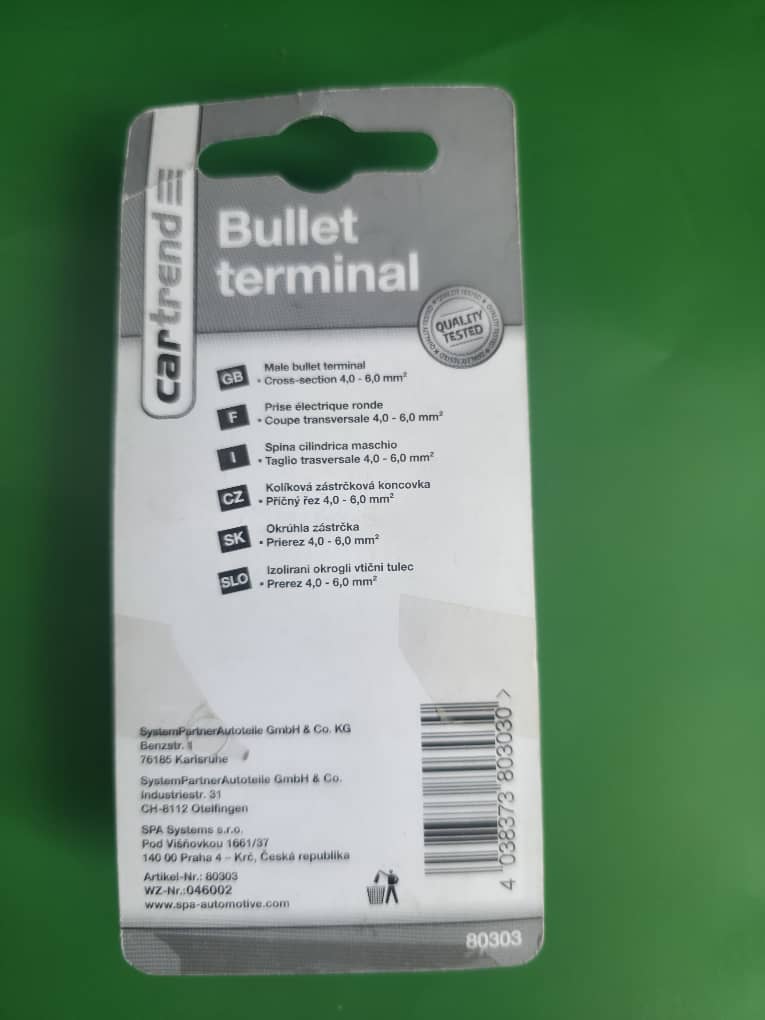 cartrend
Bullet
terminal
QUALITY TESTED
QUALITY
TESTED
GB
Male bullet terminal
• Cross-section 4,0 - 6,0 mm²
F
Prise électrique ronde
• Coupe transversale 4,0 - 6,0 mm²
I
Spina cilindrica maschio
• Taglio trasversale 4,0 - 6,0 mm²
CZ
Kolíková zástrčková koncovka
• Příčný řez 4,0 - 6,0 mm²
SK
Okrúhla zástrčka
• Prierez 4,0 - 6,0 mm²
SLO
Izolirani okrogli vtični tulec
• Prerez 4,0 - 6,0 mm²
SystemPartnerAutoteile GmbH & Co. KG
Benzstr. 1
76185 Karlsruhe
SystemPartnerAutoteile GmbH & Co.
Industriestr. 31
CH-8112 Otelfingen
SPA Systems s.r.o.
Pod Višňovkou 1661/37
140 00 Praha 4 – Krč, Česká republika
Artikel-Nr.: 80303
WZ-Nr.:046002
www.spa-automotive.com
4 038373 803030 >
80303